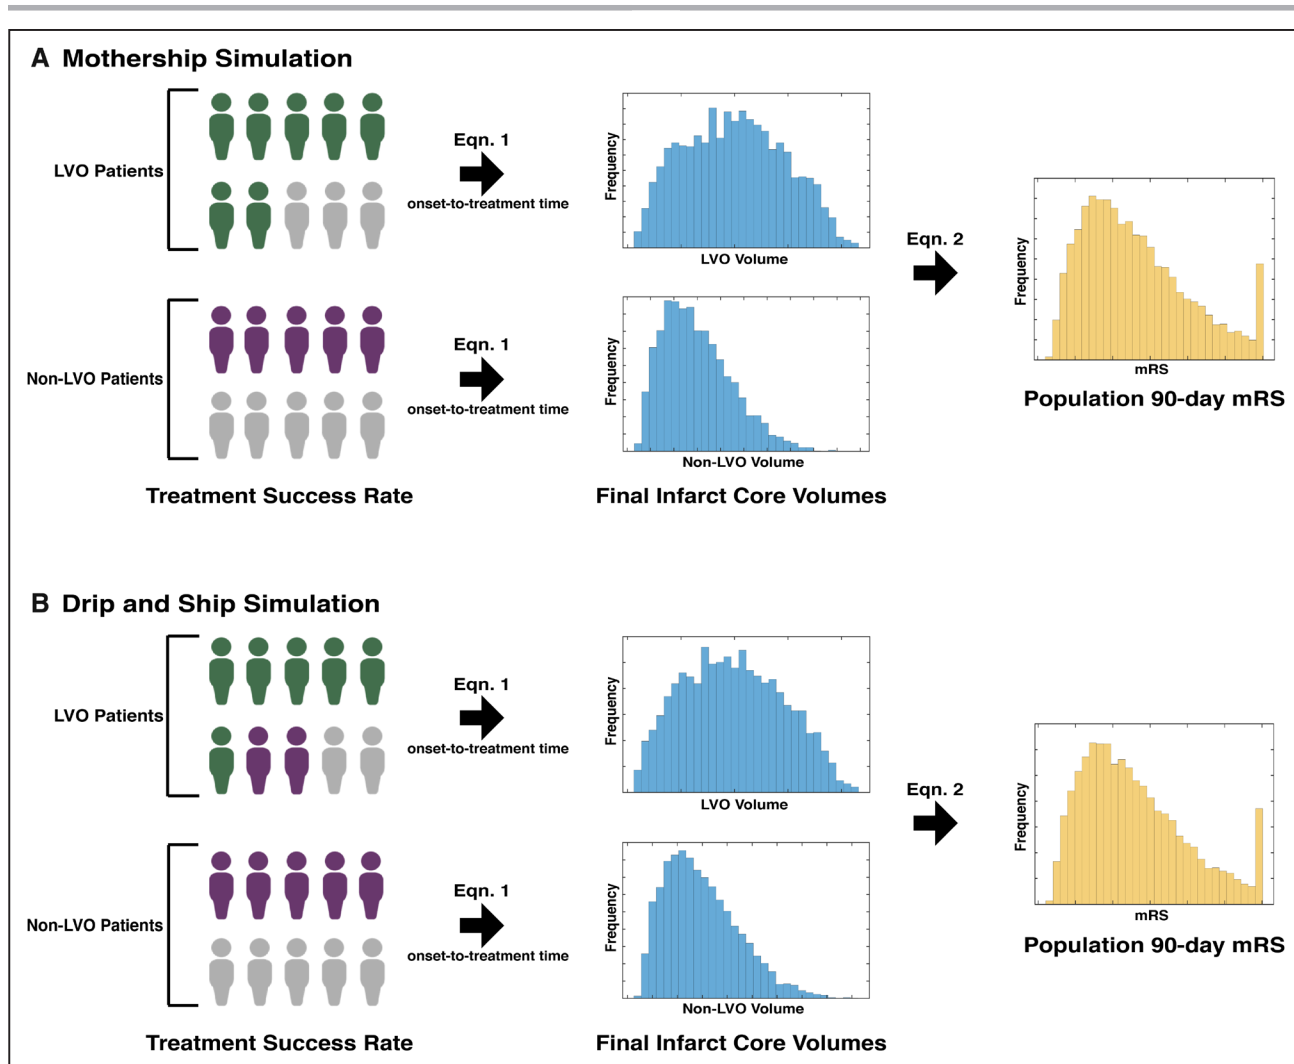 A Mothership Simulation
LVO Patients
Eqn. 1
onset-to-treatment time
Frequency
LVO Volume
Non-LVO Patients
Eqn. 1
onset-to-treatment time
Frequency
Non-LVO Volume
Eqn. 2
Frequency
mRS
Population 90-day mRS
Treatment Success Rate
Final Infarct Core Volumes
B Drip and Ship Simulation
LVO Patients
Eqn. 1
onset-to-treatment time
Frequency
LVO Volume
Non-LVO Patients
Eqn. 1
onset-to-treatment time
Frequency
Non-LVO Volume
Eqn. 2
Frequency
mRS
Population 90-day mRS
Treatment Success Rate
Final Infarct Core Volumes